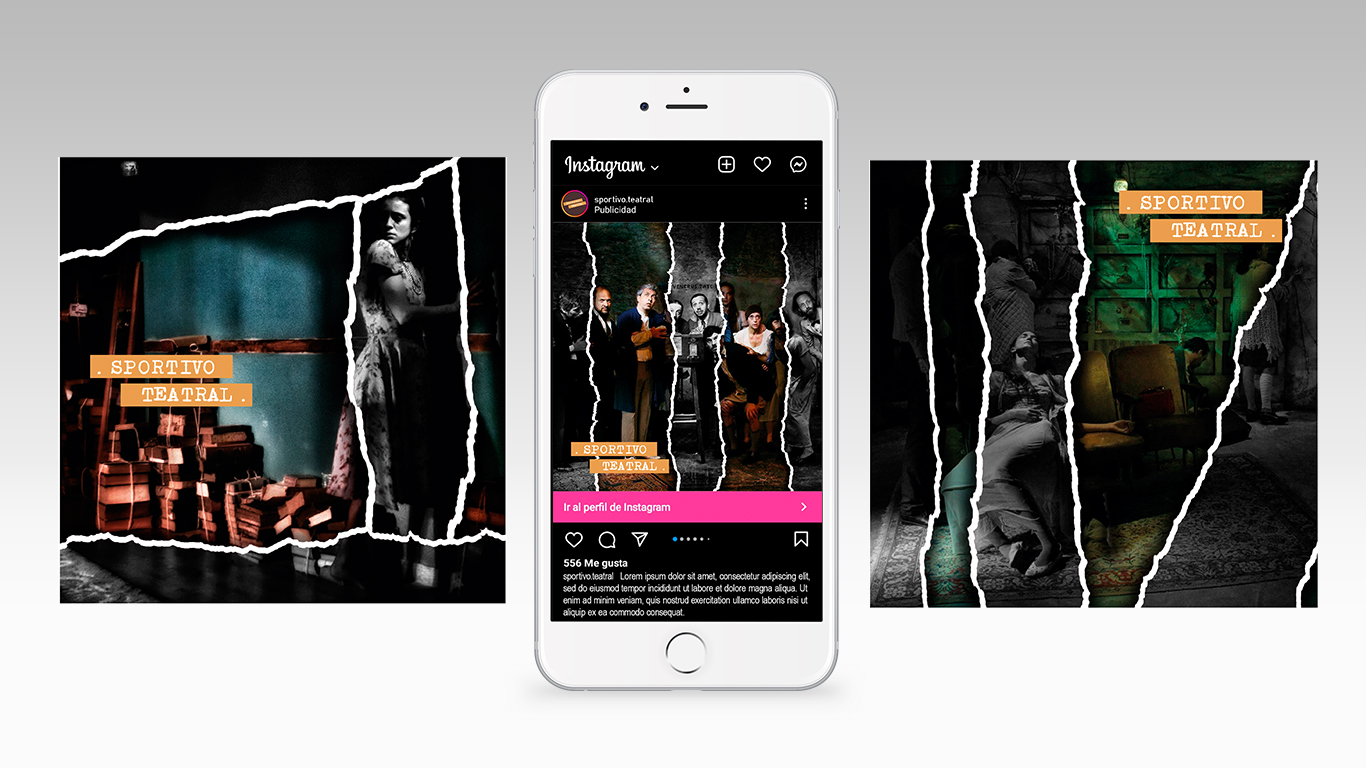 . SPORTIVO
TEATRAL .
Instagram
sportivo.teatral
Publicidad
. SPORTIVO
TEATRAL .
Ir al perfil de Instagram
556 Me gusta
sportivo.teatral Lorem ipsum dolor sit amet, consectetur adipiscing elit,
sed do eiusmod tempor incididunt ut labore et dolore magna aliqua. Ut
enim ad minim veniam, quis nostrud exercitation ullamco laboris nisi ut
aliquip ex ea commodo consequat.
. SPORTIVO
TEATRAL .